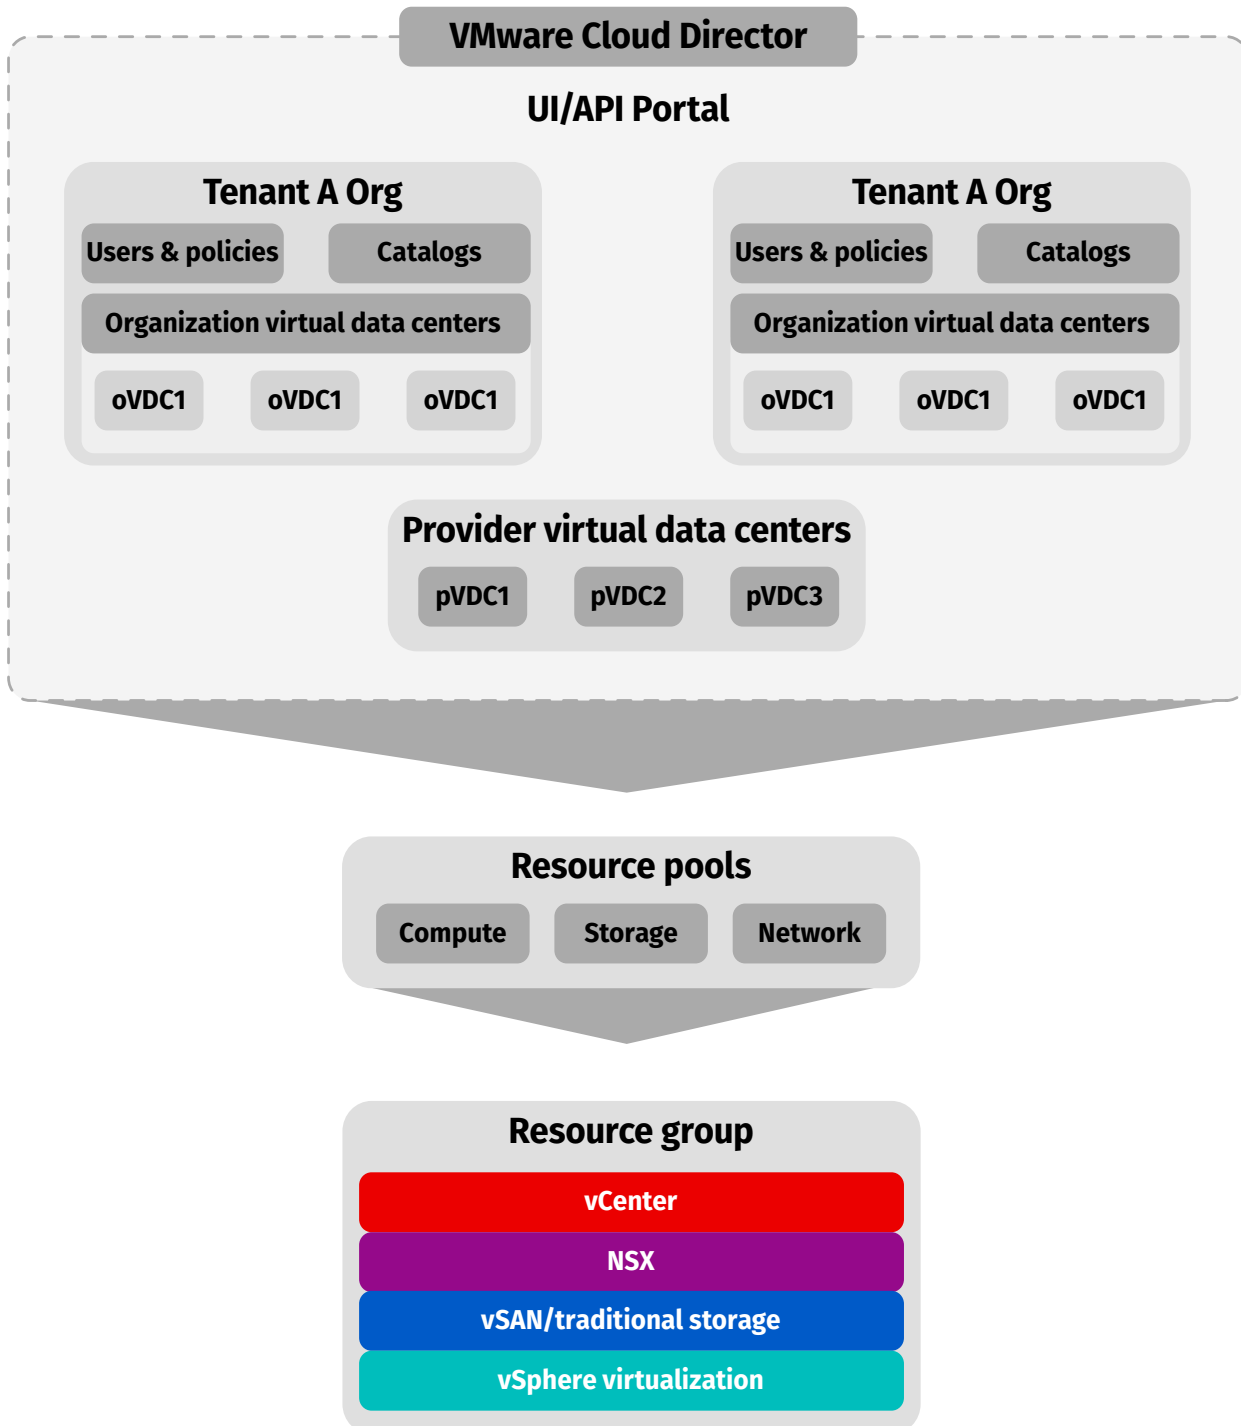 VMware Cloud Director
UI/API Portal
Tenant A Org
Users & policies
Catalogs
Organization virtual data centers
oVDC1
oVDC1
oVDC1
Tenant A Org
Users & policies
Catalogs
Organization virtual data centers
oVDC1
oVDC1
oVDC1
Provider virtual data centers
pVDC1
pVDC2
pVDC3
Resource pools
Compute
Storage
Network
Resource group
vCenter
NSX
vSAN/traditional storage
vSphere virtualization